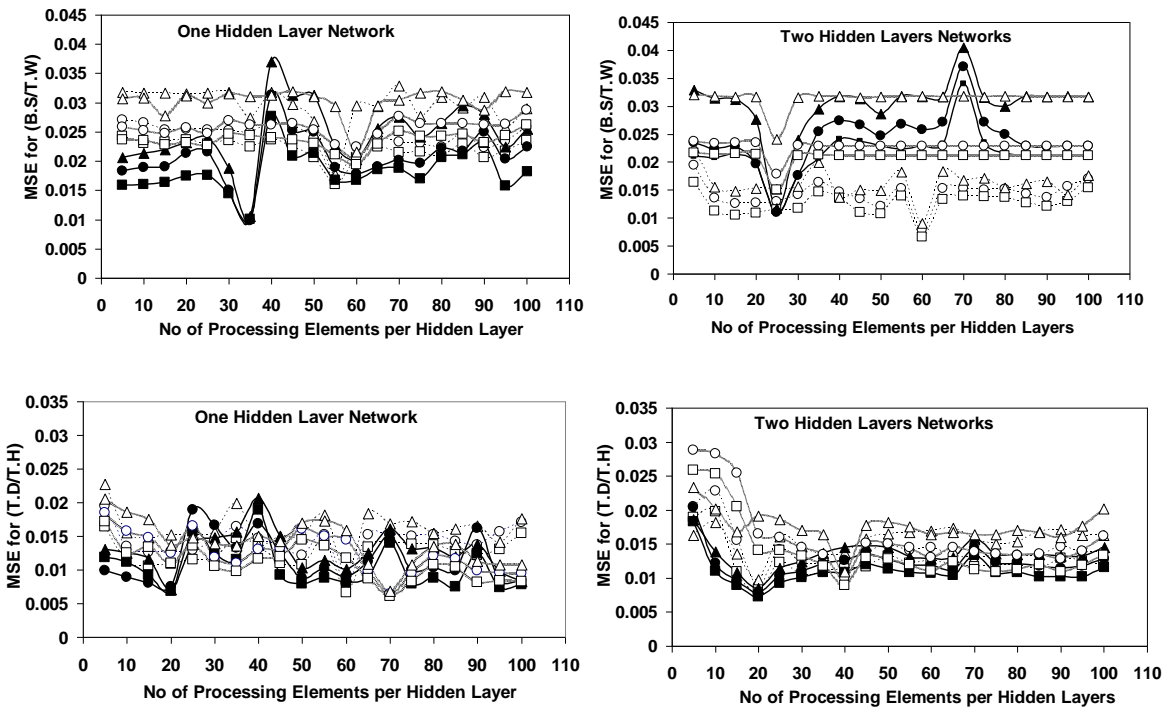 One Hidden Layer Network
MSE for (B.S/T.W)
0.045
0.04
0.035
0.03
0.025
0.02
0.015
0.01
0.005
0
0 10 20 30 40 50 60 70 80 90 100 110
No of Processing Elements per Hidden Layer
Two Hidden Layers Networks
MSE for (B.S/T.W)
0.045
0.04
0.035
0.03
0.025
0.02
0.015
0.01
0.005
0
0 10 20 30 40 50 60 70 80 90 100 110
No of Processing Elements per Hidden Layers
One Hidden Layer Network
MSE for (T.D/T.H)
0.035
0.03
0.025
0.02
0.015
0.01
0.005
0
0 10 20 30 40 50 60 70 80 90 100 110
No of Processing Elements per Hidden Layer
Two Hidden Layers Networks
MSE for (T.D/T.H)
0.035
0.03
0.025
0.02
0.015
0.01
0.005
0
0 10 20 30 40 50 60 70 80 90 100 110
No of Processing Elements per Hidden Layers